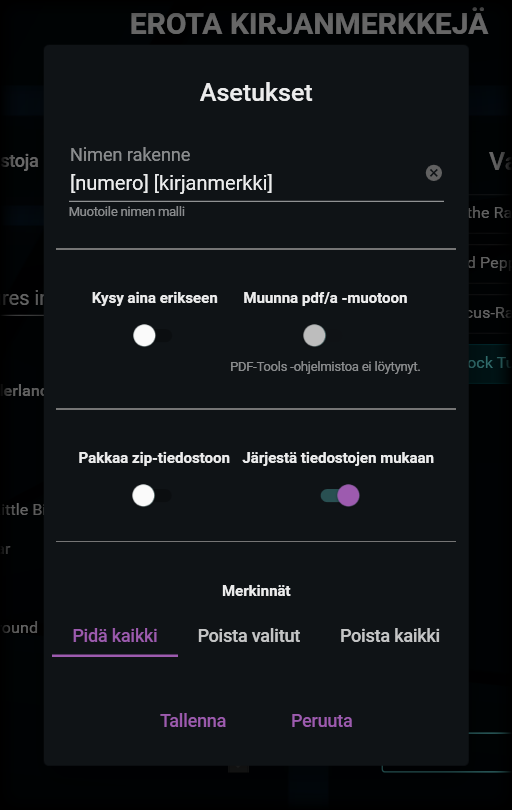 EROTA KIRJANMERKKEJÄ
Asetukset
stoja
Va
Nimen rakenne
[numero] [kirjanmerkki]
Muotoile nimen malli
the Ra
d Pepp
res in
Kysy aina erikseen
Muunna pdf/a -muotoon
cus-Ra
PDF-Tools -ohjelmistoa ei löytynyt.
ock Tu
derland
Pakkaa zip-tiedostoon
Järjestä tiedostojen mukaan
ittle Bi
ar
Merkinnät
ound
Pidä kaikki
Poista valitut
Poista kaikki
Tallenna
Peruuta